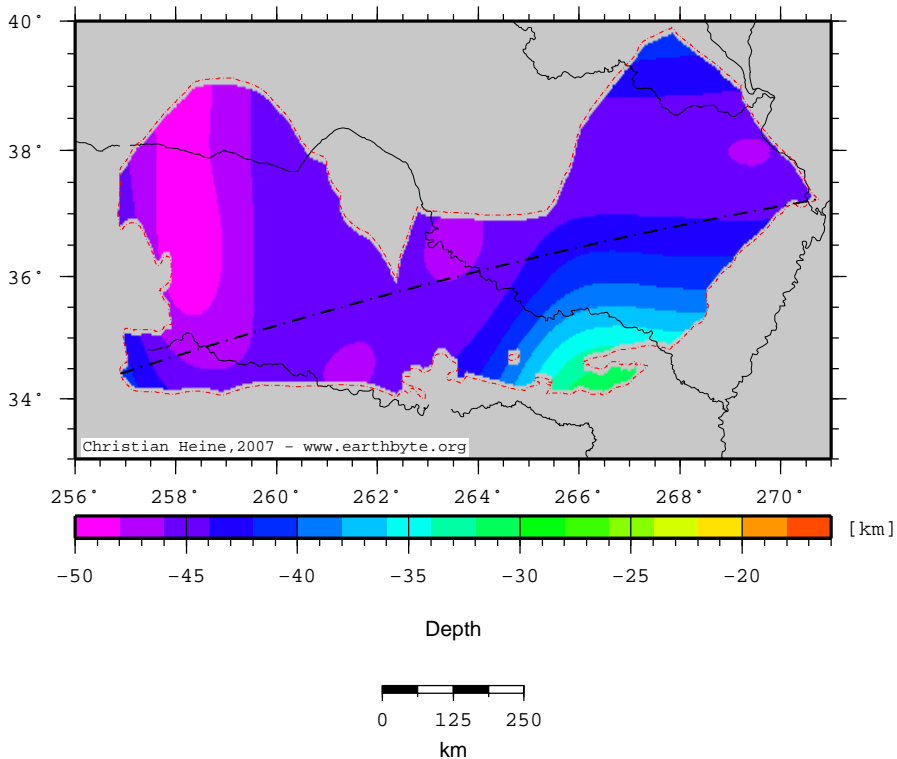 40°
38°
36°
34°
Christian Heine,2007 - www.earthbyte.org
256° 258° 260° 262° 264° 266° 268° 270°
[km]
-50 -45 -40 -35 -30 -25 -20
Depth
0 125 250
km